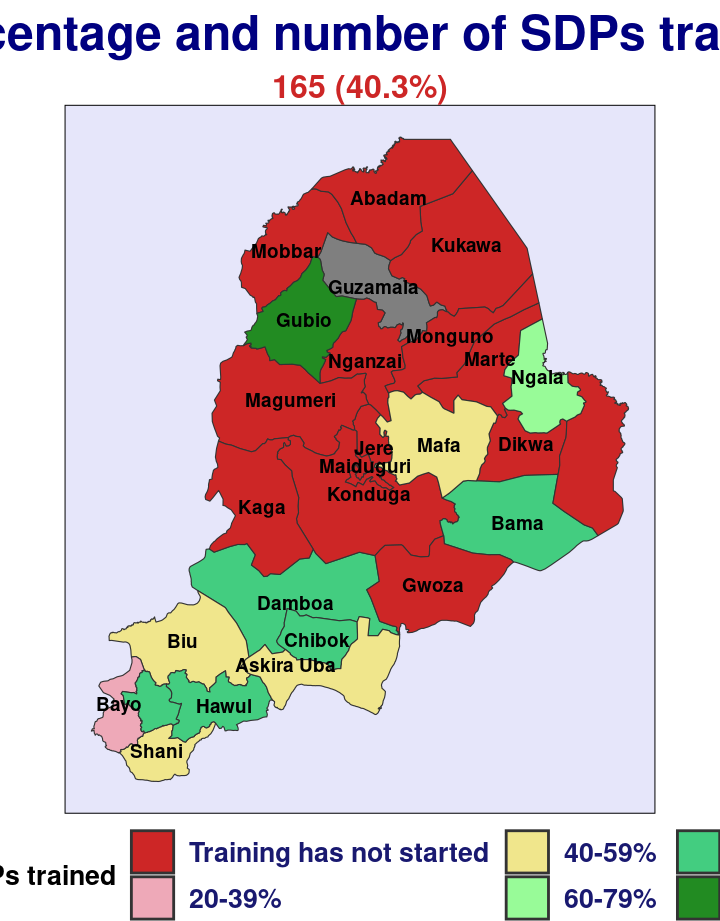 centage and number of SDPs tra
165 (40.3%)
Abadam
Kukawa
Mobbar
Guzamala
Gubio
Monguno
Nganzai
Marte
Ngala
Magumeri
Jere
Mafa
Dikwa
Maiduguri
Konduga
Kaga
Bama
Gwoza
Damboa
Biu
Chibok
Askira Uba
Bayo
Hawul
Shani
Ps trained
Training has not started
40-59%
20-39%
60-79%